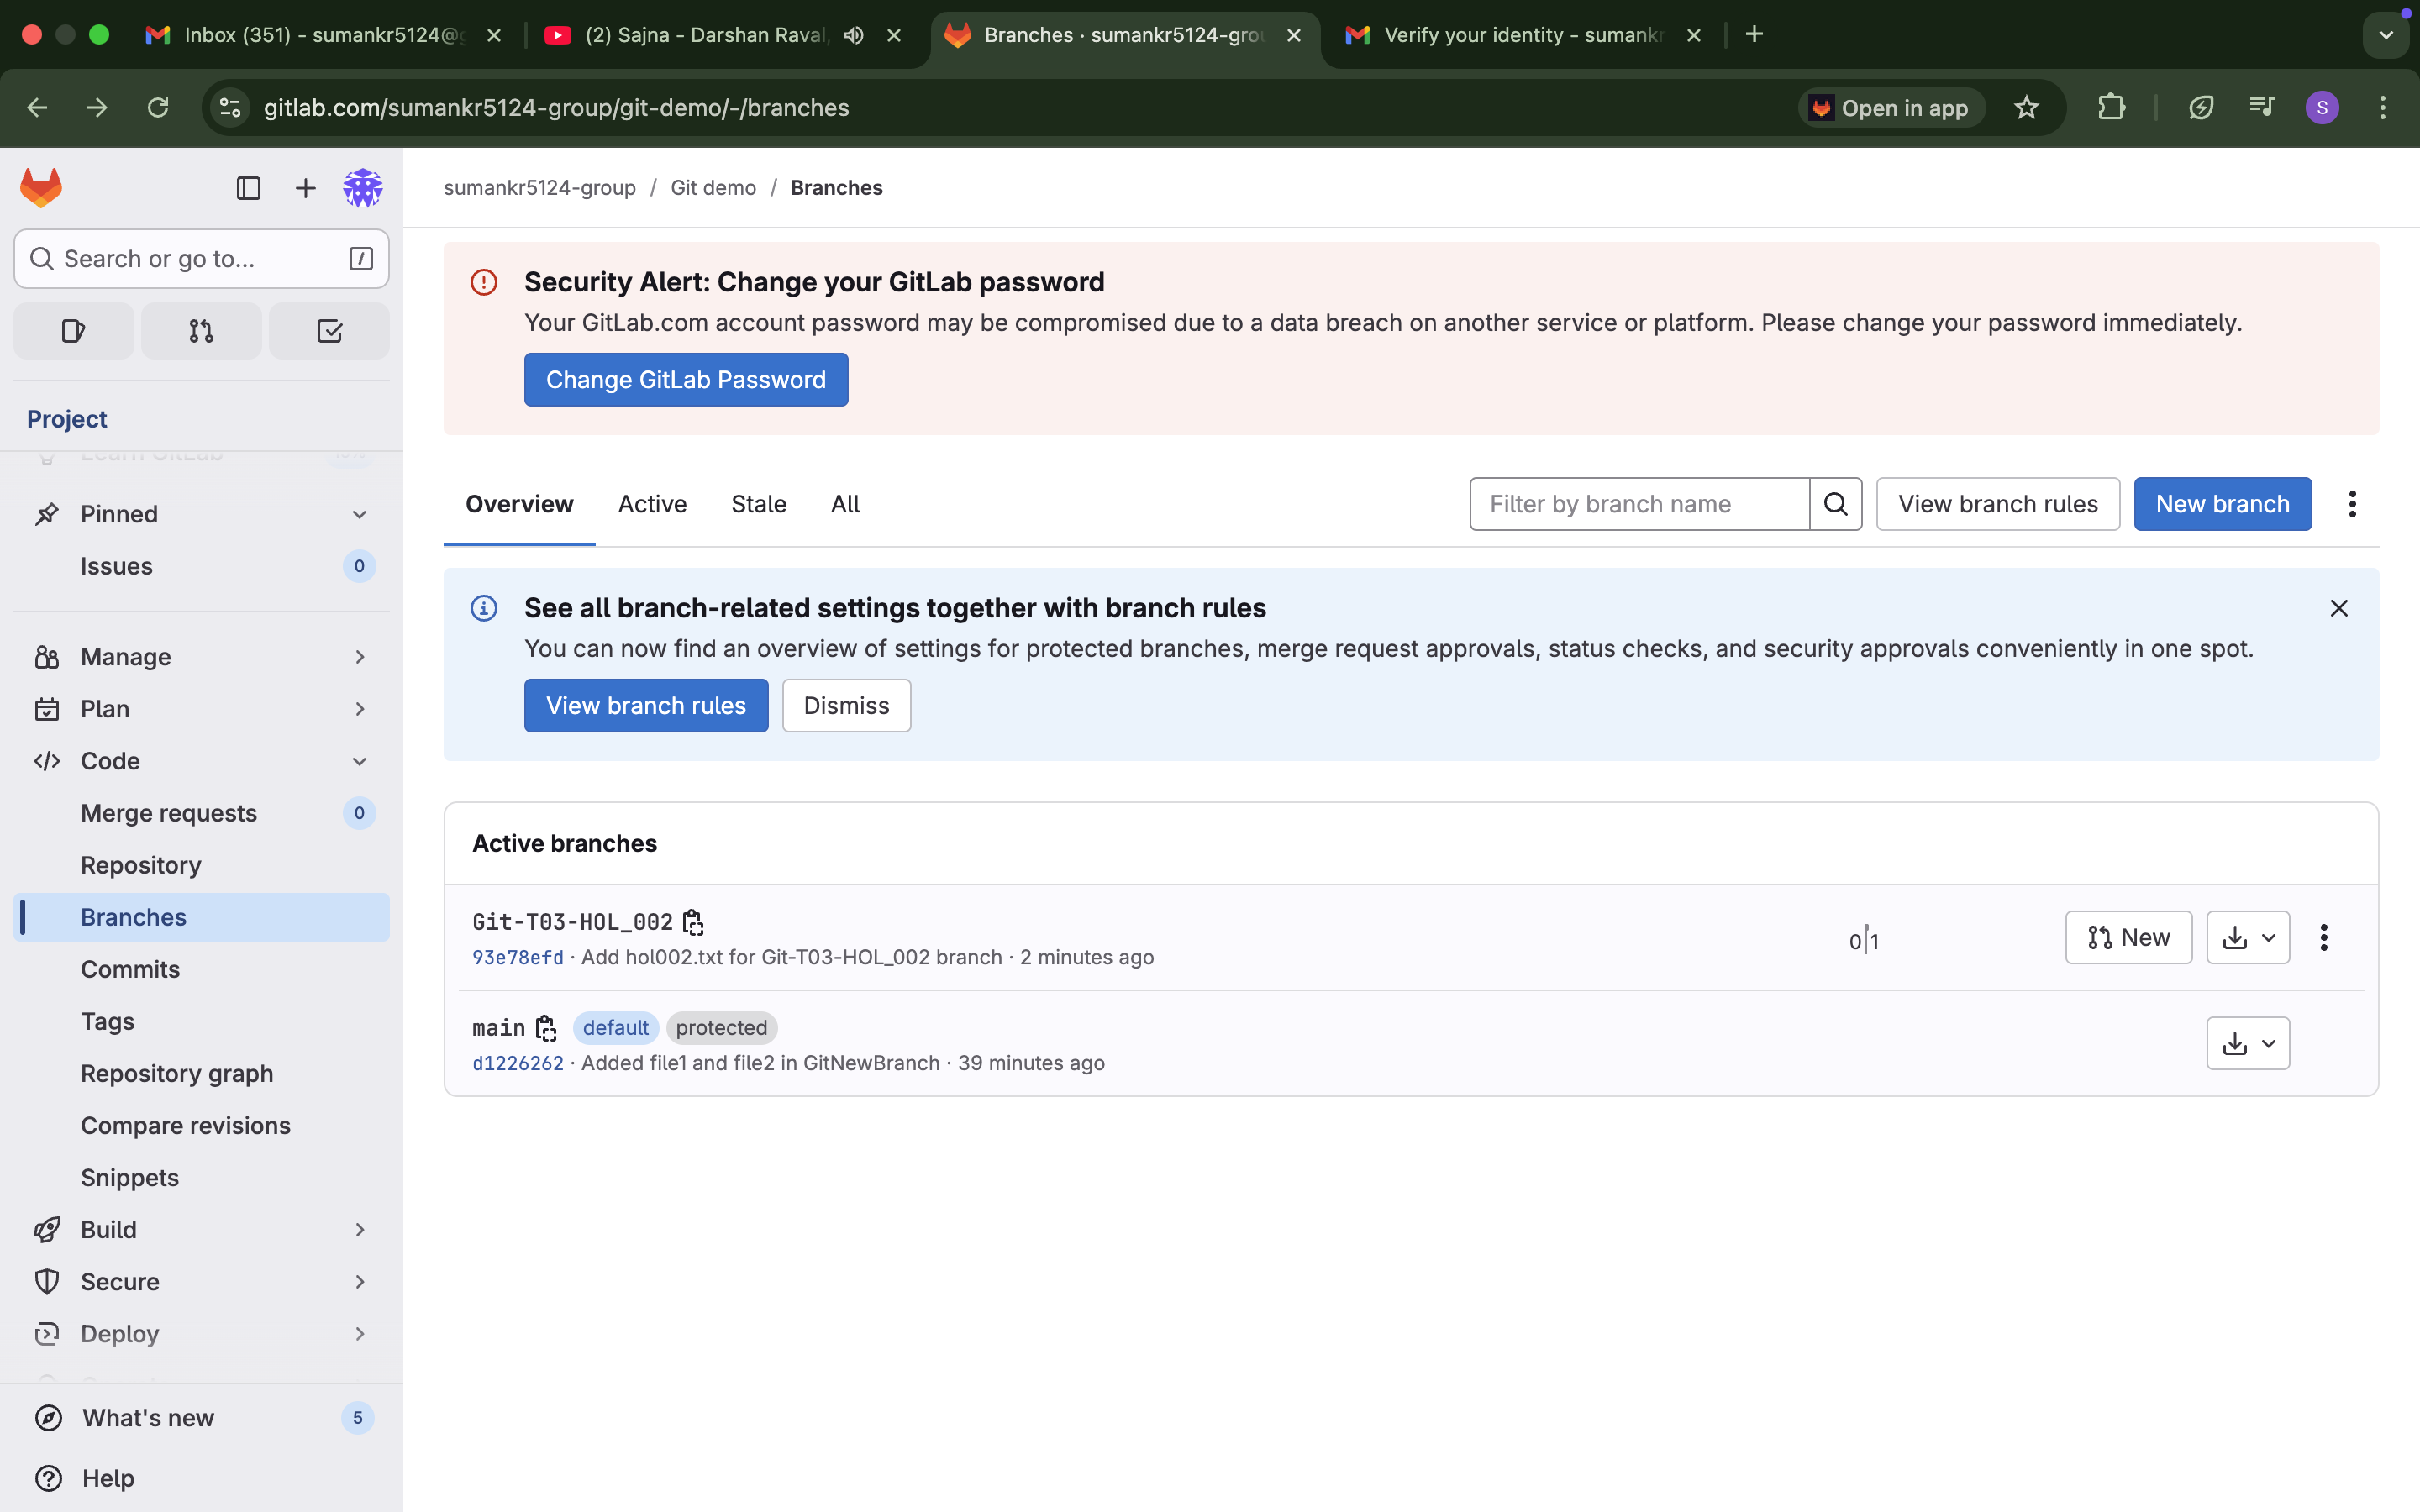 Inbox (351) - sumankr5124@g
(2) Sajna - Darshan Raval,
Branches · sumankr5124-grou
Verify your identity - sumankr
gitlab.com/sumankr5124-group/git-demo/-/branches
Open in app
S
sumankr5124-group / Git demo / Branches
Search or go to...
/
Project
Learn GitLab
Pinned
Issues 0
Manage
Plan
Code
Merge requests 0
Repository
Branches
Commits
Tags
Repository graph
Compare revisions
Snippets
Build
Secure
Deploy
What's new 5
Help
Security Alert: Change your GitLab password
Your GitLab.com account password may be compromised due to a data breach on another service or platform. Please change your password immediately.
Change GitLab Password
Overview Active Stale All
Filter by branch name
View branch rules
New branch
See all branch-related settings together with branch rules
You can now find an overview of settings for protected branches, merge request approvals, status checks, and security approvals conveniently in one spot.
View branch rules Dismiss
Active branches
Git-T03-HOL_002
93e78efd · Add hol002.txt for Git-T03-HOL_002 branch · 2 minutes ago
0 1
New
main default protected
d1226262 · Added file1 and file2 in GitNewBranch · 39 minutes ago